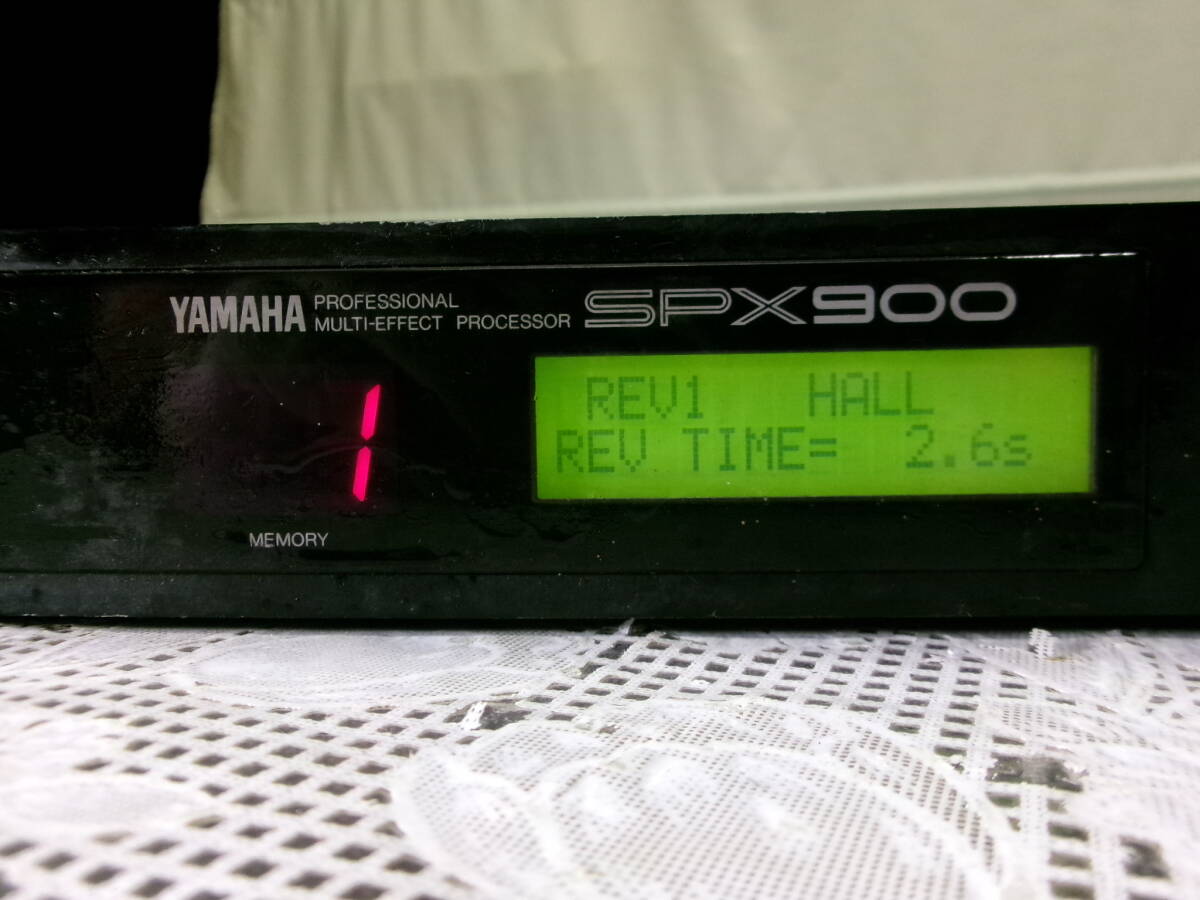 YAMAHA PROFESSIONAL MULTI-EFFECT PROCESSOR SPX900
1
REV1 HALL
REV TIME= 2.6s
MEMORY